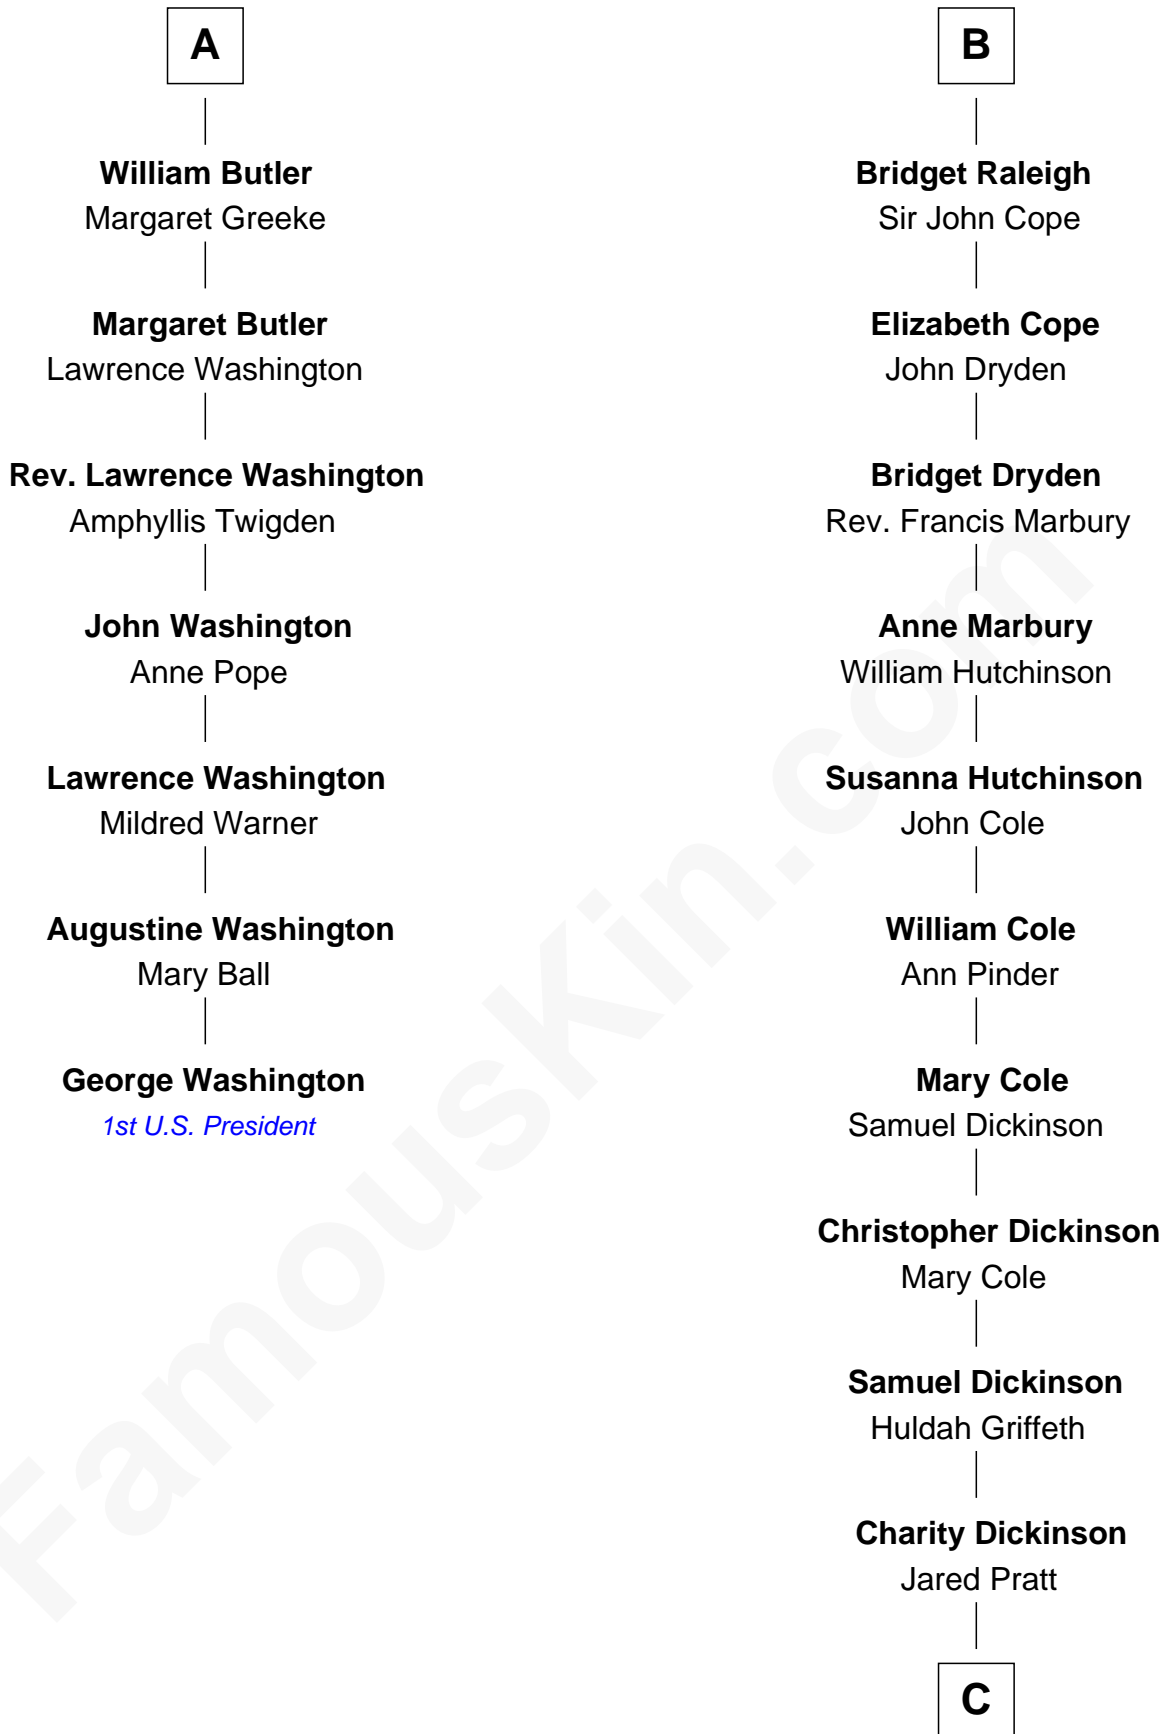 A
William Butler
Margaret Greeke
Margaret Butler
Lawrence Washington
Rev. Lawrence Washington
Amphyllis Twigden
John Washington
Anne Pope
Lawrence Washington
Mildred Warner
Augustine Washington
Mary Ball
George Washington
1st U.S. President
B
Bridget Raleigh
Sir John Cope
Elizabeth Cope
John Dryden
Bridget Dryden
Rev. Francis Marbury
Anne Marbury
William Hutchinson
Susanna Hutchinson
John Cole
William Cole
Ann Pinder
Mary Cole
Samuel Dickinson
Christopher Dickinson
Mary Cole
Samuel Dickinson
Huldah Griffeth
Charity Dickinson
Jared Pratt
C
FamousKin.com